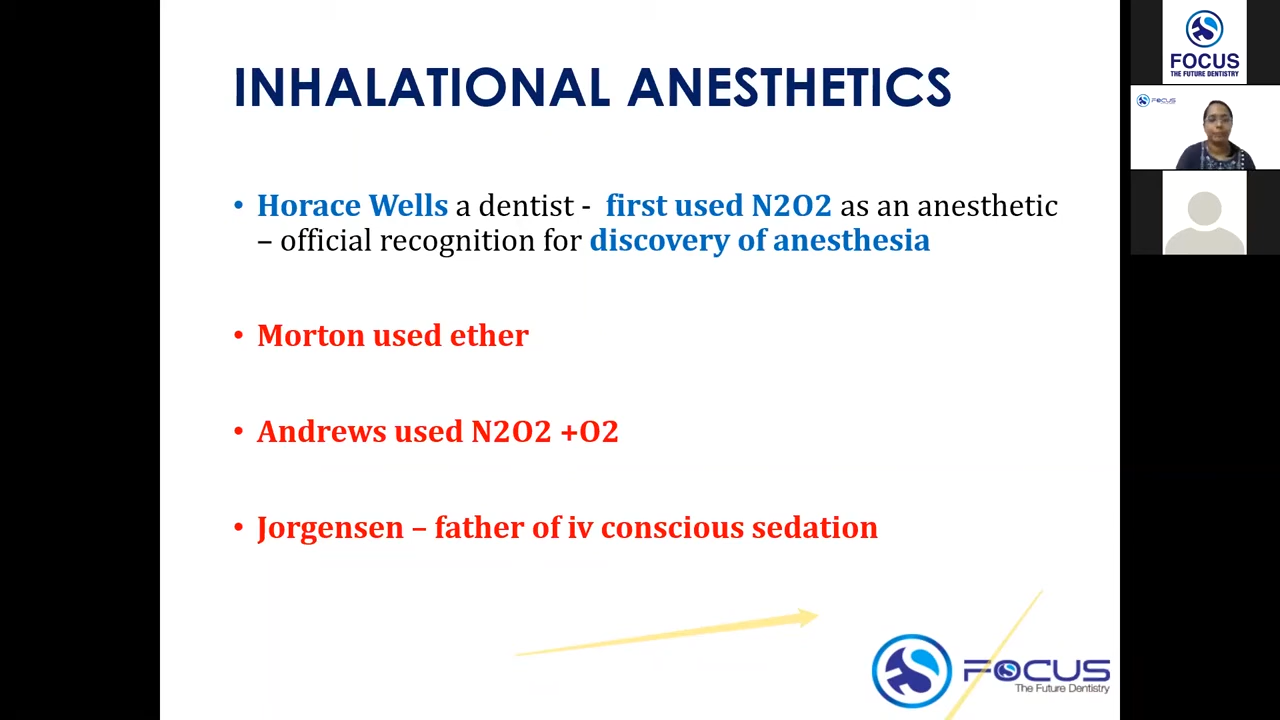 INHALATIONAL ANESTHETICS
• Horace Wells a dentist - first used N2O2 as an anesthetic
– official recognition for discovery of anesthesia
• Morton used ether
• Andrews used N2O2 +O2
• Jorgensen – father of iv conscious sedation
FOCUS
The Future Dentistry
FOCUS
THE FUTURE DENTISTRY
FOCUS